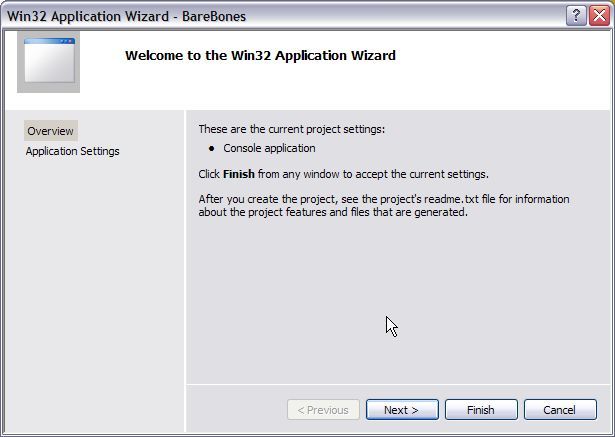 Win32 Application Wizard - BareBones
Welcome to the Win32 Application Wizard
Overview
Application Settings
These are the current project settings:
• Console application
Click Finish from any window to accept the current settings.
After you create the project, see the project's readme.txt file for information
about the project features and files that are generated.
< Previous
Next >
Finish
Cancel